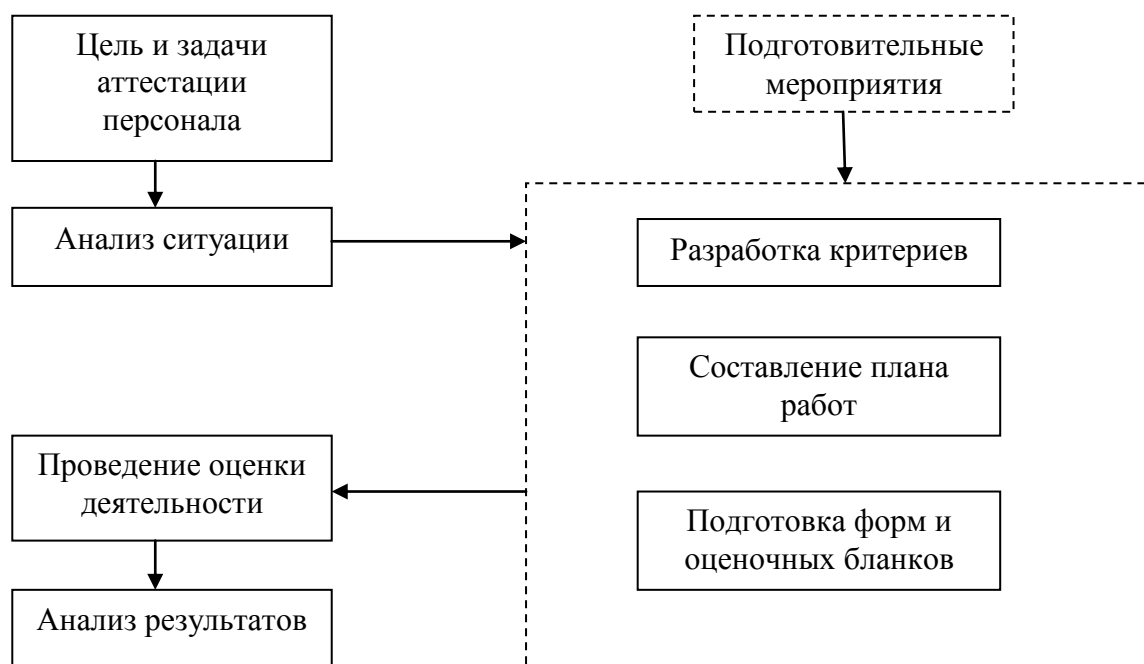 Цель и задачи
аттестации
персонала
Подготовительные
мероприятия
Анализ ситуации
Разработка критериев
Составление плана
работ
Проведение оценки
деятельности
Подготовка форм и
оценочных бланков
Анализ результатов